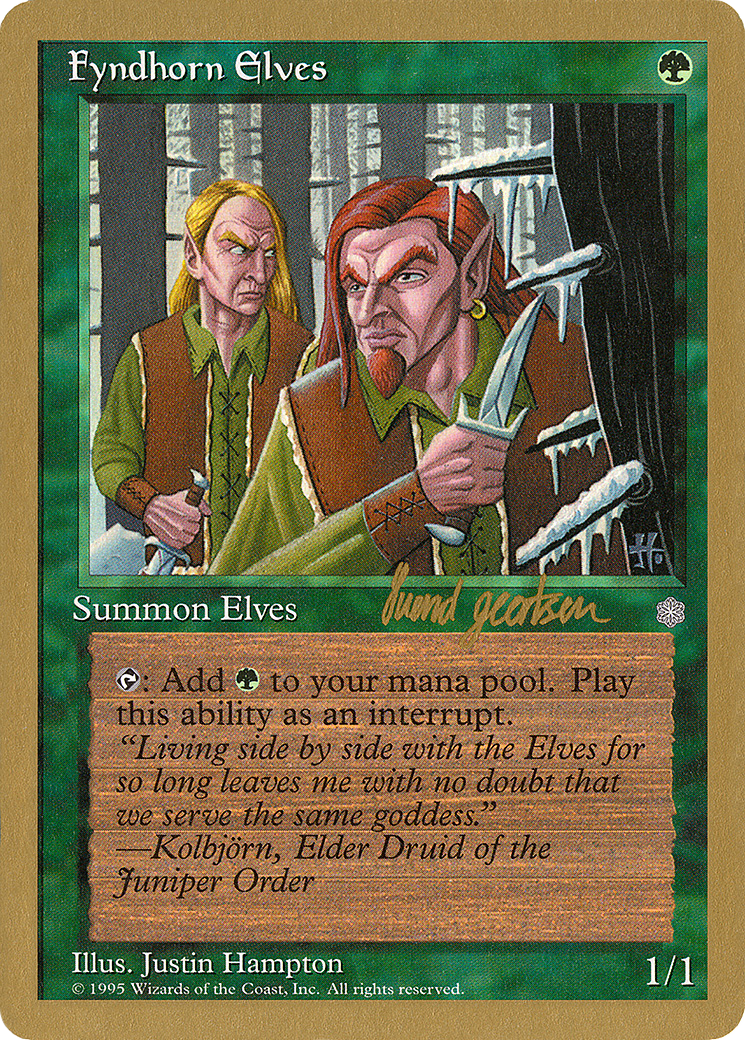 Fyndhorn Elves
Summon Elves
Svend Geertsen
: Add to your mana pool. Play
this ability as an interrupt.
“Living side by side with the Elves for
so long leaves me with no doubt that
we serve the same goddess.”
—Kolbjörn, Elder Druid of the
Juniper Order
Illus. Justin Hampton
1/1
© 1995 Wizards of the Coast, Inc. All rights reserved.